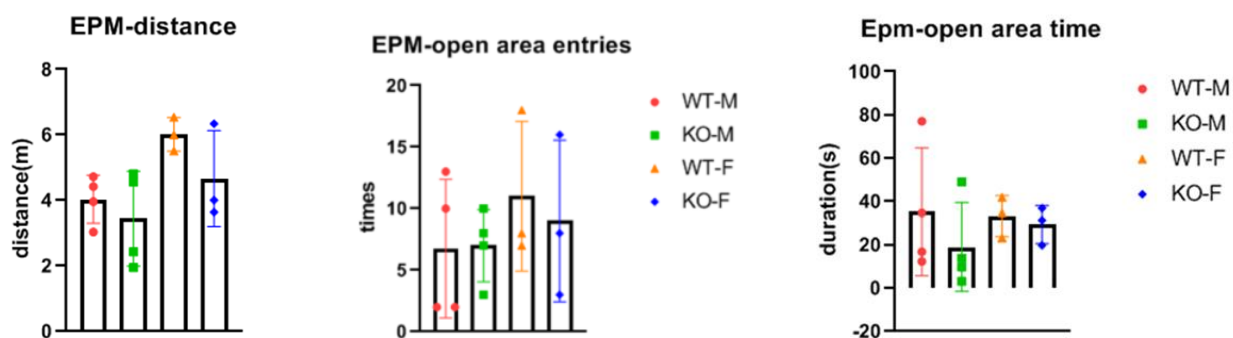 EPM-distance
distance(m)
8
6
4
2
0
EPM-open area entries
times
20
15
10
5
0
WT-M
KO-M
WT-F
KO-F
Epm-open area time
duration(s)
100
80
60
40
20
0
-20
WT-M
KO-M
WT-F
KO-F